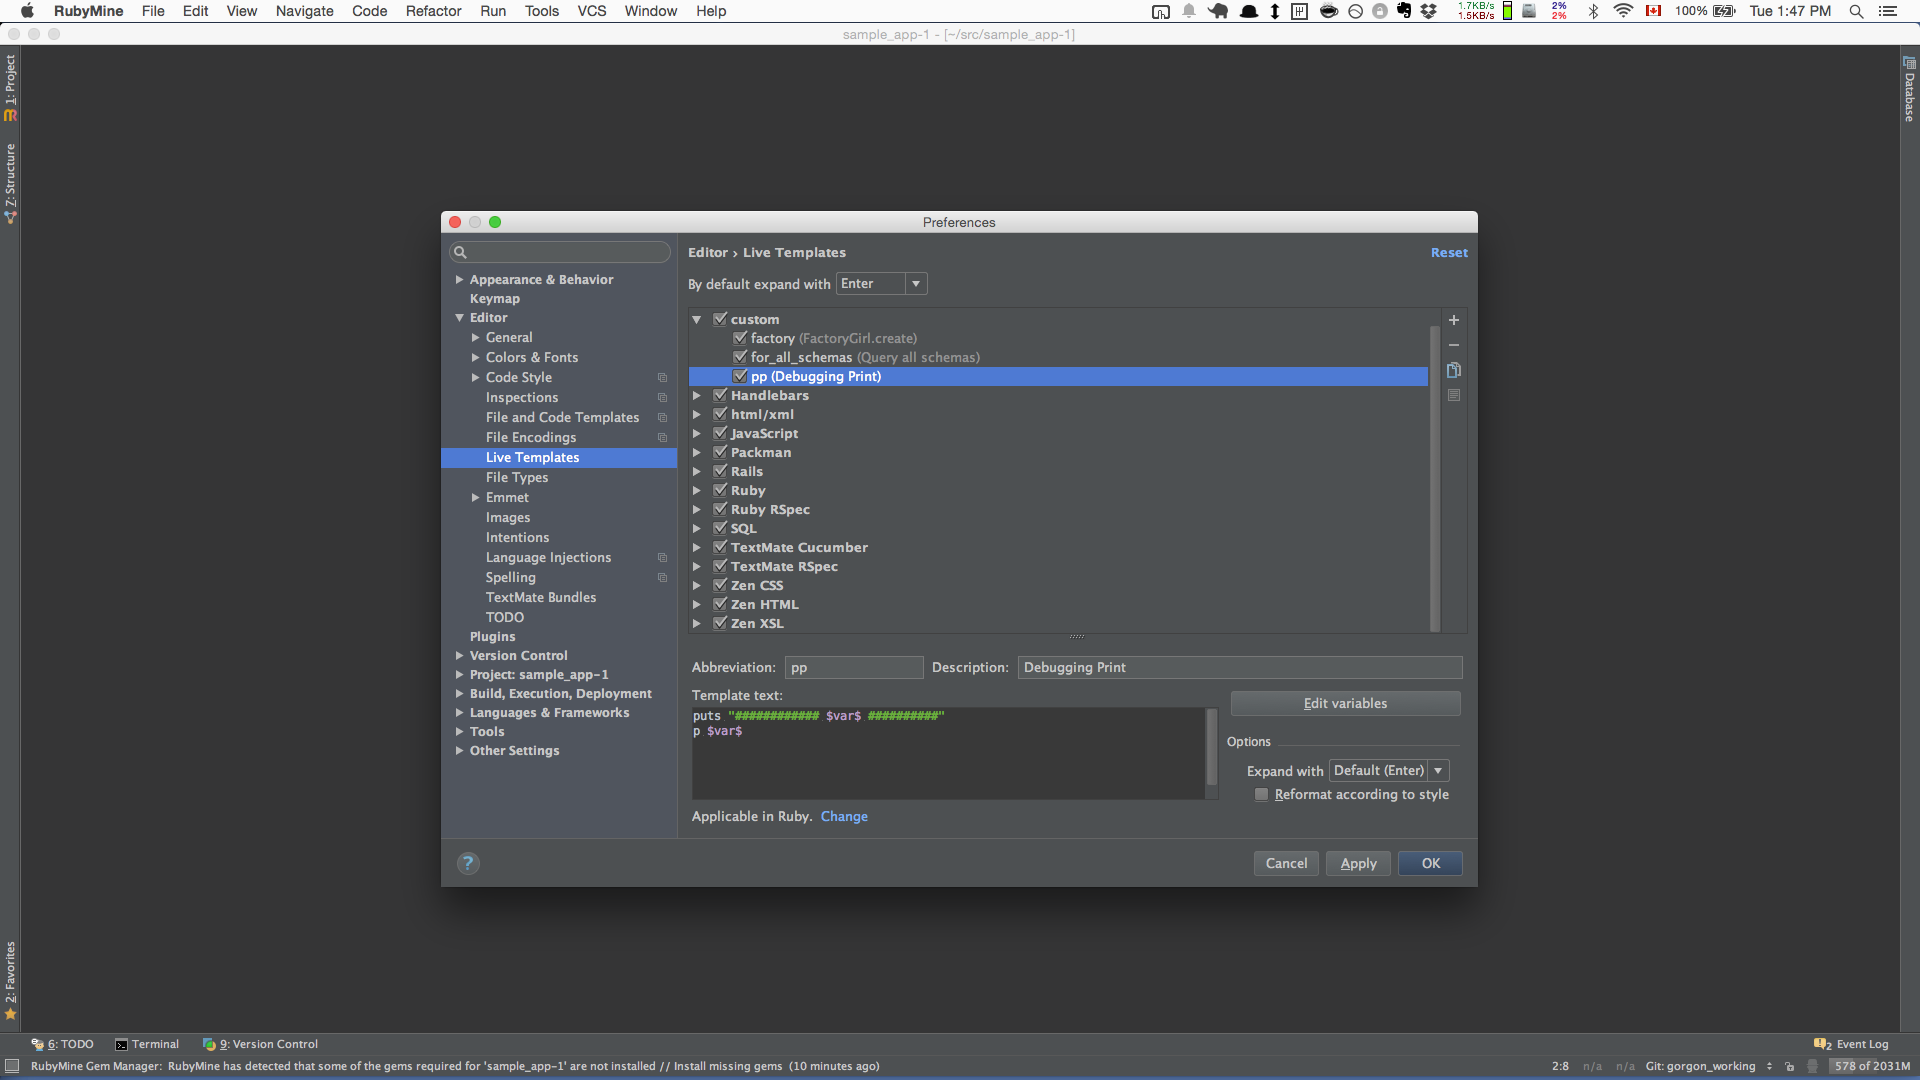 RubyMine File Edit View Navigate Code Refactor Run Tools VCS Window Help 1.7KB/s 1.5KB/s 2% 2% 100% Tue 1:47 PM
sample_app-1 - [~/src/sample_app-1]
1: Project
Z: Structure
2: Favorites
Database
Preferences
Appearance & Behavior
Keymap
Editor
General
Colors & Fonts
Code Style
Inspections
File and Code Templates
File Encodings
Live Templates
File Types
Emmet
Images
Intentions
Language Injections
Spelling
TextMate Bundles
TODO
Plugins
Version Control
Project: sample_app-1
Build, Execution, Deployment
Languages & Frameworks
Tools
Other Settings
Editor › Live Templates Reset
By default expand with Enter
custom
factory (FactoryGirl.create)
for_all_schemas (Query all schemas)
pp (Debugging Print)
Handlebars
html/xml
JavaScript
Packman
Rails
Ruby
Ruby RSpec
SQL
TextMate Cucumber
TextMate RSpec
Zen CSS
Zen HTML
Zen XSL
Abbreviation: pp Description: Debugging Print
Template text:
puts "############ $var$ ##########"
p $var$
Edit variables
Options
Expand with Default (Enter)
Reformat according to style
Applicable in Ruby. Change
? Cancel Apply OK
6: TODO Terminal 9: Version Control 2 Event Log
RubyMine Gem Manager: RubyMine has detected that some of the gems required for 'sample_app-1' are not installed // Install missing gems (10 minutes ago) 2:8 n/a n/a Git: gorgon_working 578 of 2031M